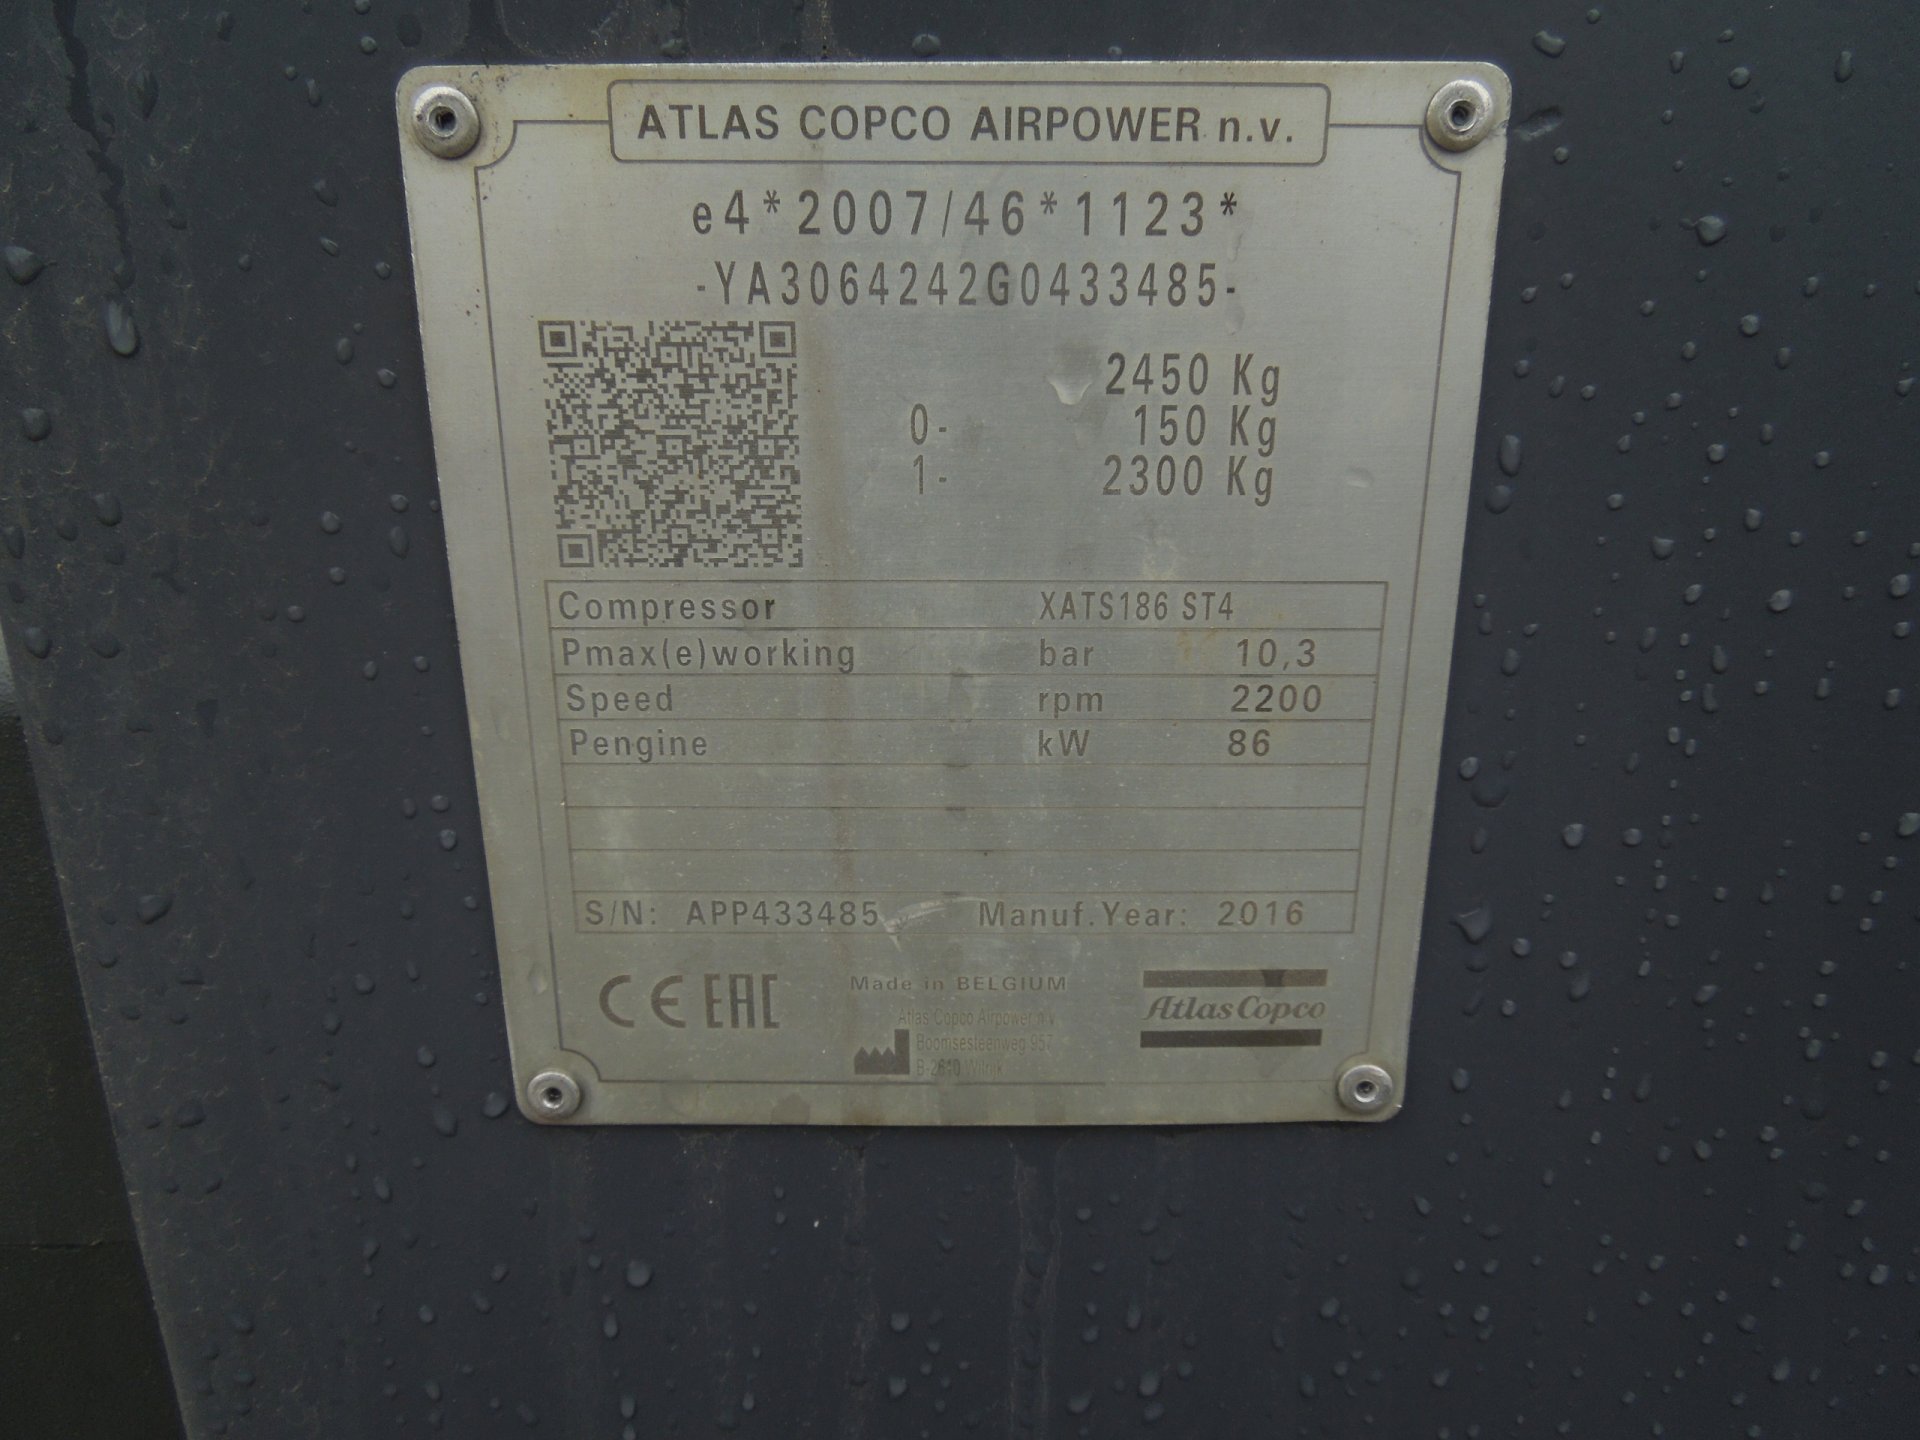 ATLAS COPCO AIRPOWER n.v.
e4*2007/46*1123*
-YA3064242G0433485-
2450 Kg
0- 150 Kg
1- 2300 Kg
Compressor XATS186 ST4
Pmax(e)working bar 10,3
Speed rpm 2200
Pengine kW 86
S/N: APP433485 Manuf.Year: 2016
CE EAC
Made in BELGIUM
Atlas Copco Airpower n.v.
Boomsesteenweg 957
B-2610 Wilrijk
Atlas Copco